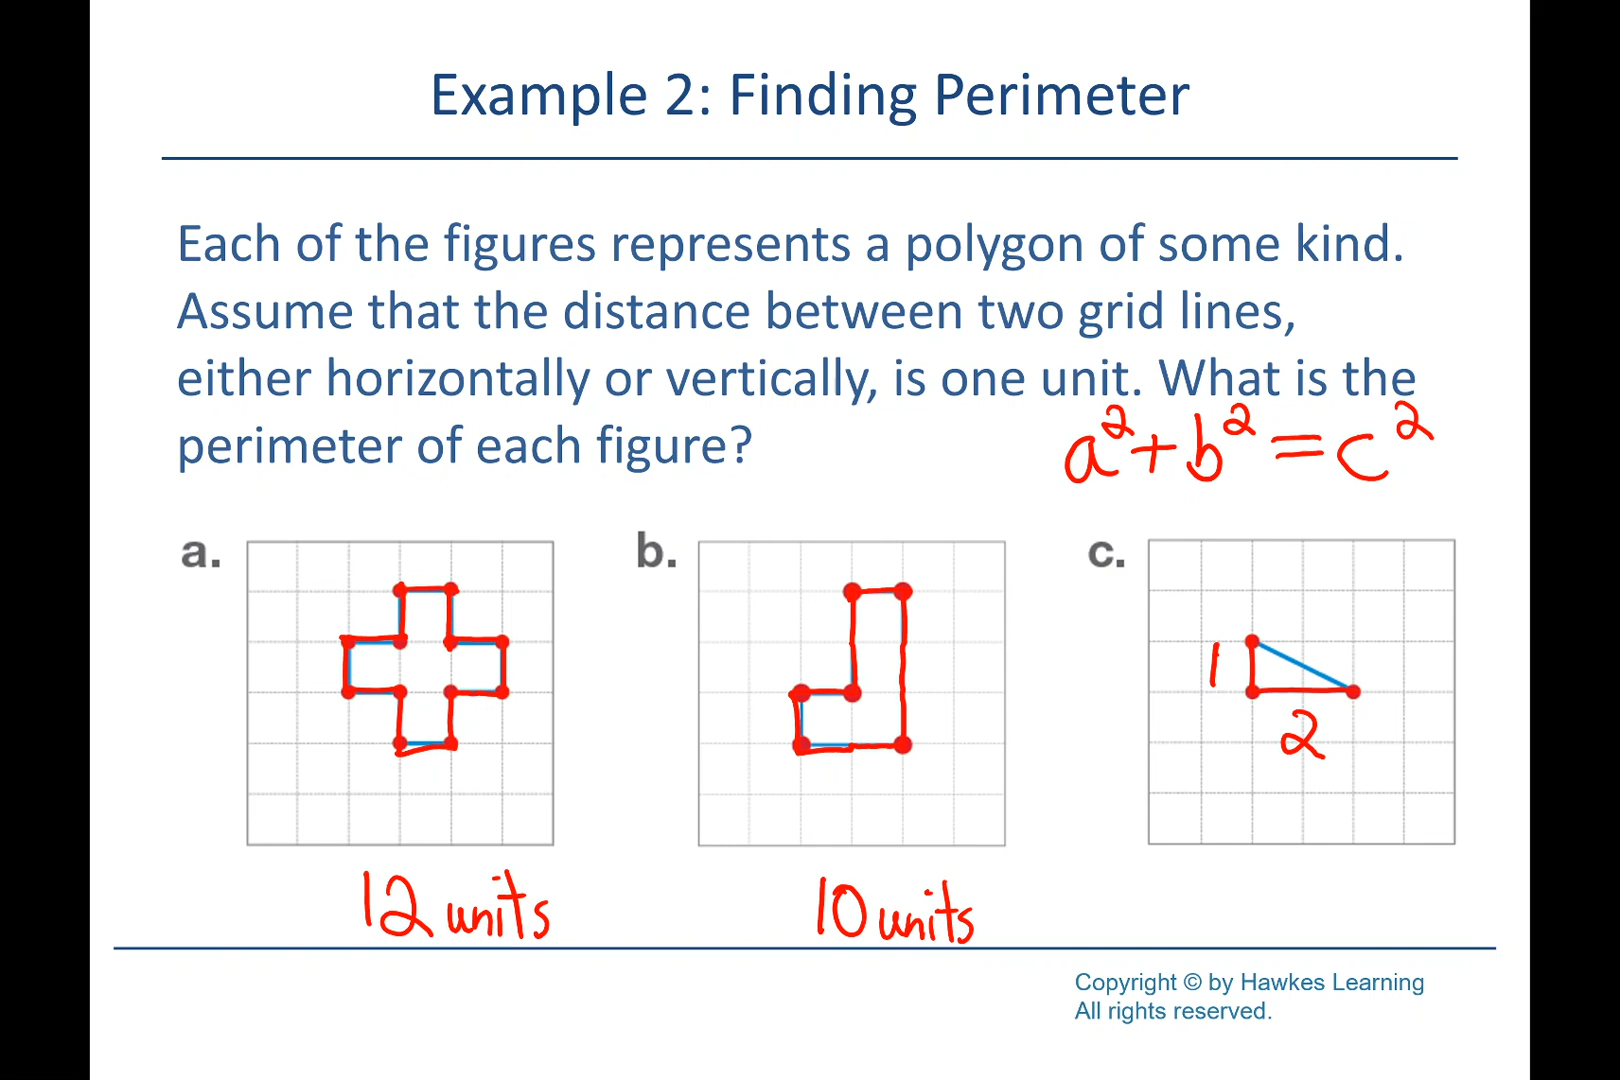 Example 2: Finding Perimeter
Each of the figures represents a polygon of some kind.
Assume that the distance between two grid lines,
either horizontally or vertically, is one unit. What is the
perimeter of each figure?
a² + b² = c²
a.
b.
c.
1
2
12 units
10 units
Copyright © by Hawkes Learning
All rights reserved.